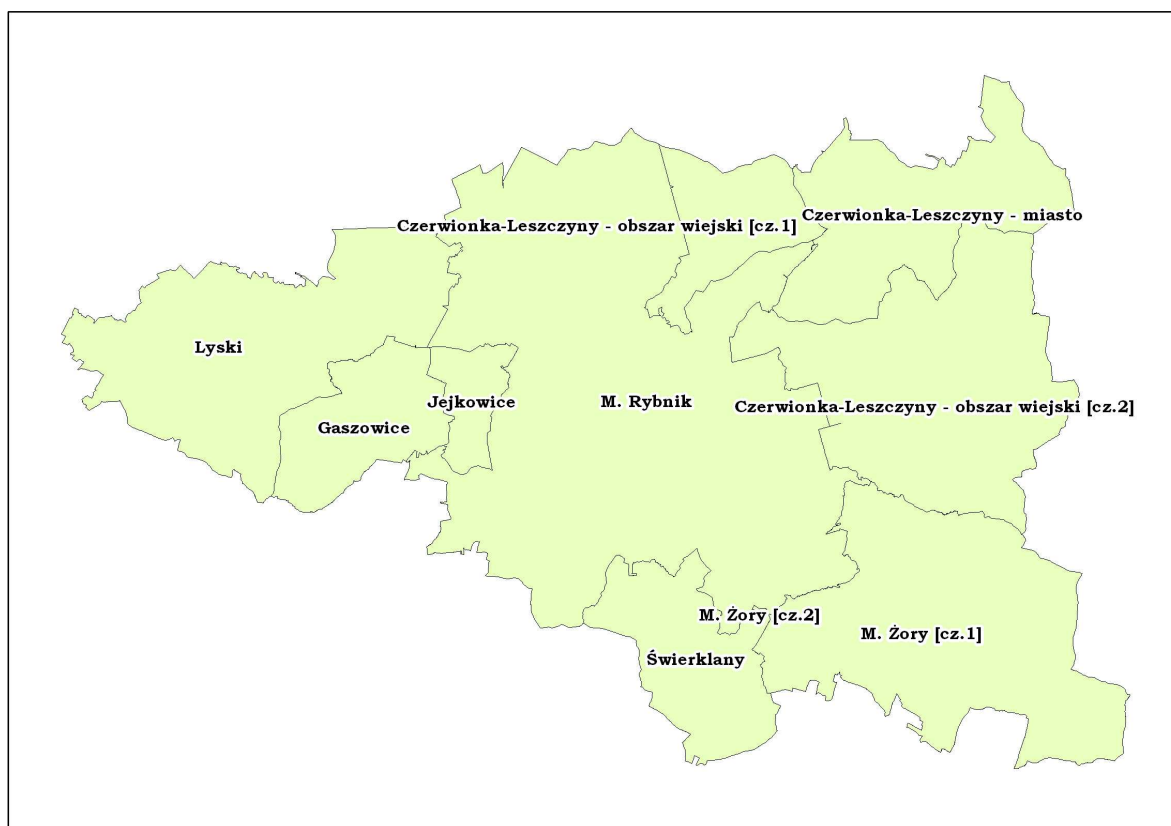 Czerwionka-Leszczyny - miasto
Czerwionka-Leszczyny - obszar wiejski [cz.1]
Lyski
Jejkowice
M. Rybnik
Czerwionka-Leszczyny - obszar wiejski [cz.2]
Gaszowice
M. Żory [cz.2]
M. Żory [cz.1]
Świerklany